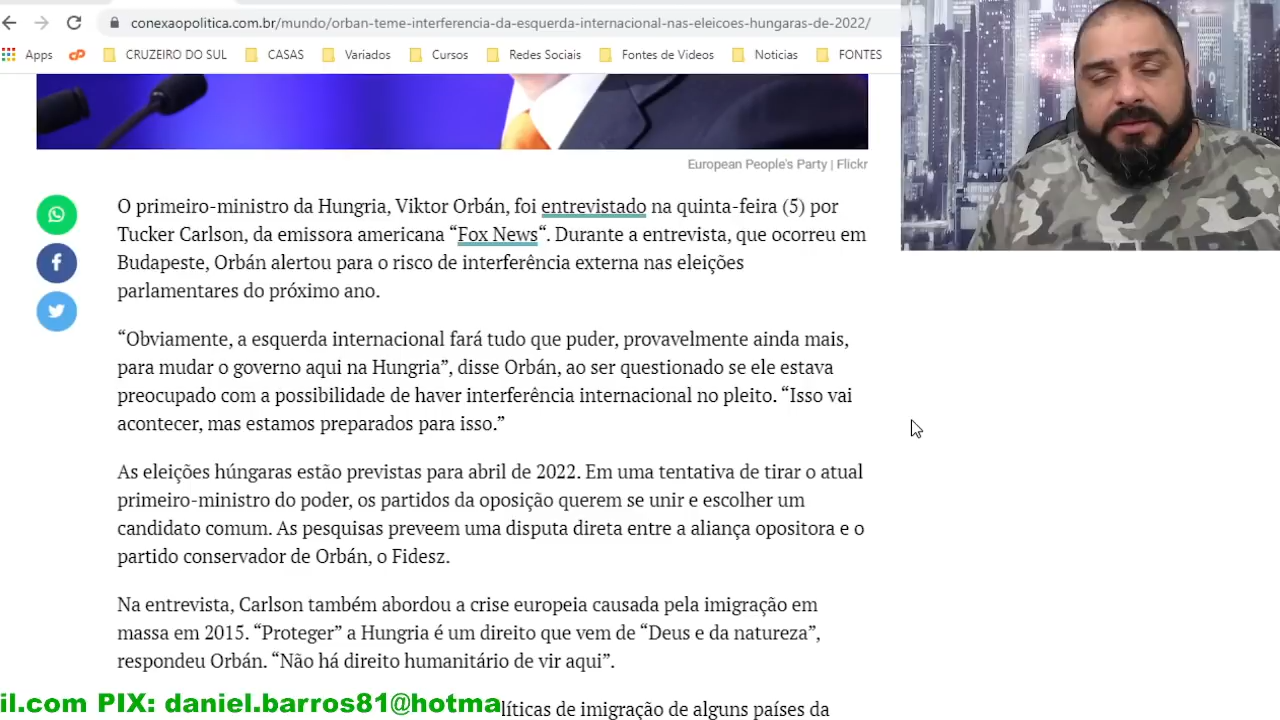 conexaopolitica.com.br/mundo/orban-teme-interferencia-da-esquerda-internacional-nas-eleicoes-hungaras-de-2022/
Apps CRUZEIRO DO SUL CASAS Variados Cursos Redes Sociais Fontes de Videos Noticias FONTES
European People's Party | Flickr
O primeiro-ministro da Hungria, Viktor Orbán, foi entrevistado na quinta-feira (5) por
Tucker Carlson, da emissora americana “Fox News“. Durante a entrevista, que ocorreu em
Budapeste, Orbán alertou para o risco de interferência externa nas eleições
parlamentares do próximo ano.
“Obviamente, a esquerda internacional fará tudo que puder, provavelmente ainda mais,
para mudar o governo aqui na Hungria”, disse Orbán, ao ser questionado se ele estava
preocupado com a possibilidade de haver interferência internacional no pleito. “Isso vai
acontecer, mas estamos preparados para isso.”
As eleições húngaras estão previstas para abril de 2022. Em uma tentativa de tirar o atual
primeiro-ministro do poder, os partidos da oposição querem se unir e escolher um
candidato comum. As pesquisas preveem uma disputa direta entre a aliança opositora e o
partido conservador de Orbán, o Fidesz.
Na entrevista, Carlson também abordou a crise europeia causada pela imigração em
massa em 2015. “Proteger” a Hungria é um direito que vem de “Deus e da natureza”,
respondeu Orbán. “Não há direito humanitário de vir aqui”.
il.com PIX: daniel.barros81@hotma
líticas de imigração de alguns países da